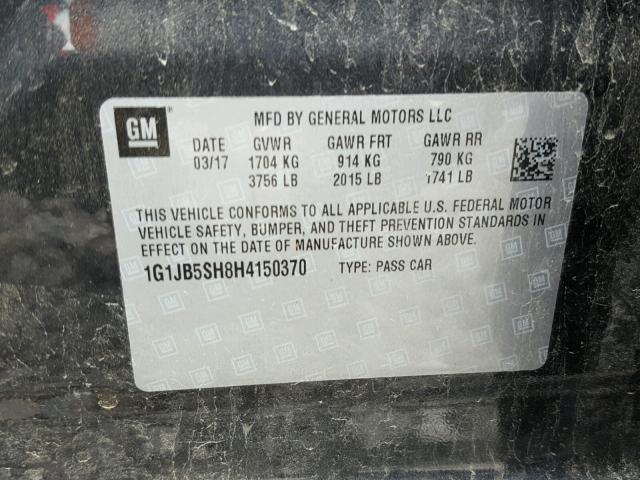 GM
MFD BY GENERAL MOTORS LLC
DATE GVWR GAWR FRT GAWR RR
03/17 1704 KG 914 KG 790 KG
3756 LB 2015 LB 1741 LB
THIS VEHICLE CONFORMS TO ALL APPLICABLE U.S. FEDERAL MOTOR
VEHICLE SAFETY, BUMPER, AND THEFT PREVENTION STANDARDS IN
EFFECT ON THE DATE OF MANUFACTURE SHOWN ABOVE.
1G1JB5SH8H4150370 TYPE: PASS CAR